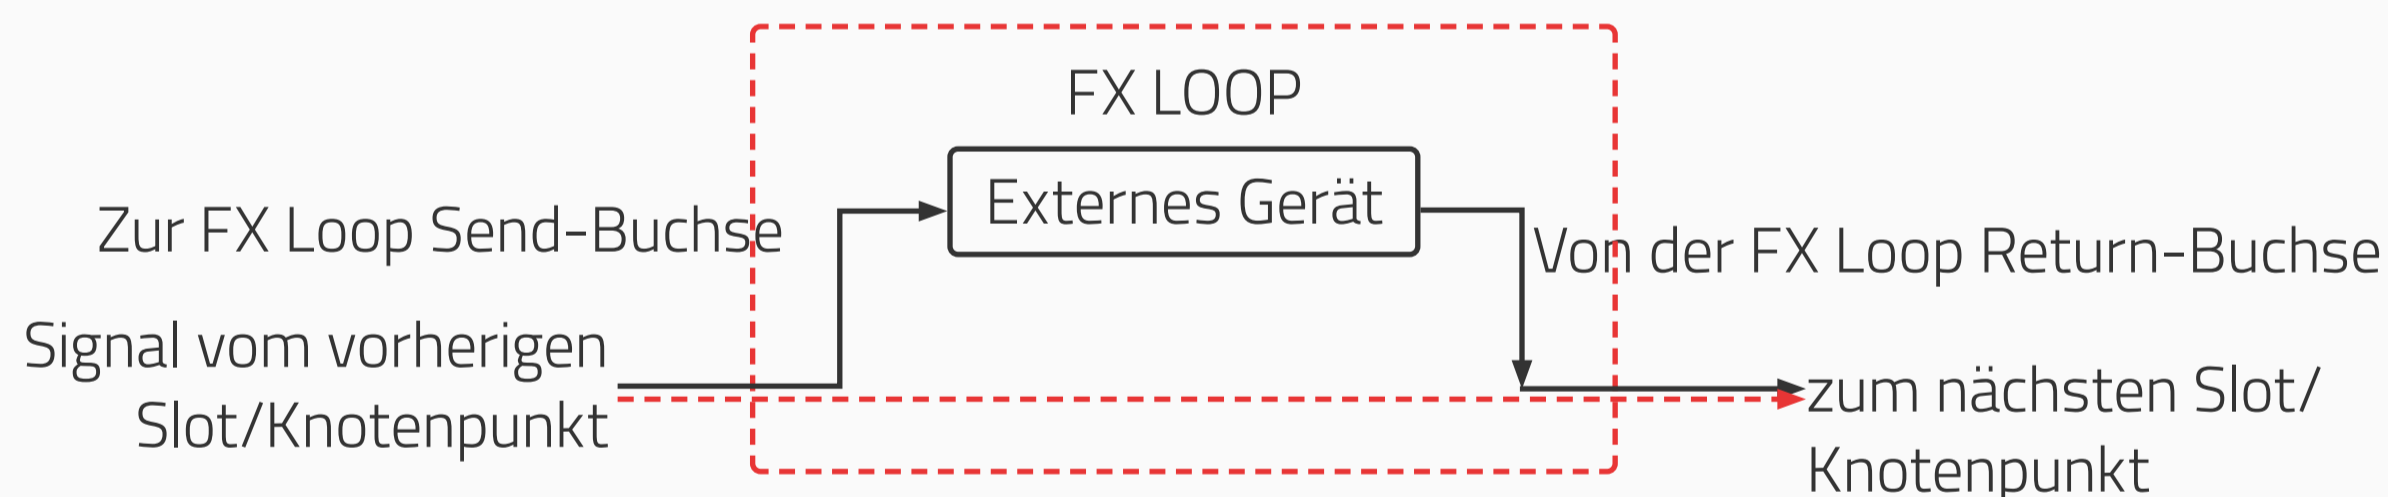 FX LOOP
Externes Gerät
Zur FX Loop Send-Buchse
Von der FX Loop Return-Buchse
Signal vom vorherigen
Slot/Knotenpunkt
zum nächsten Slot/
Knotenpunkt